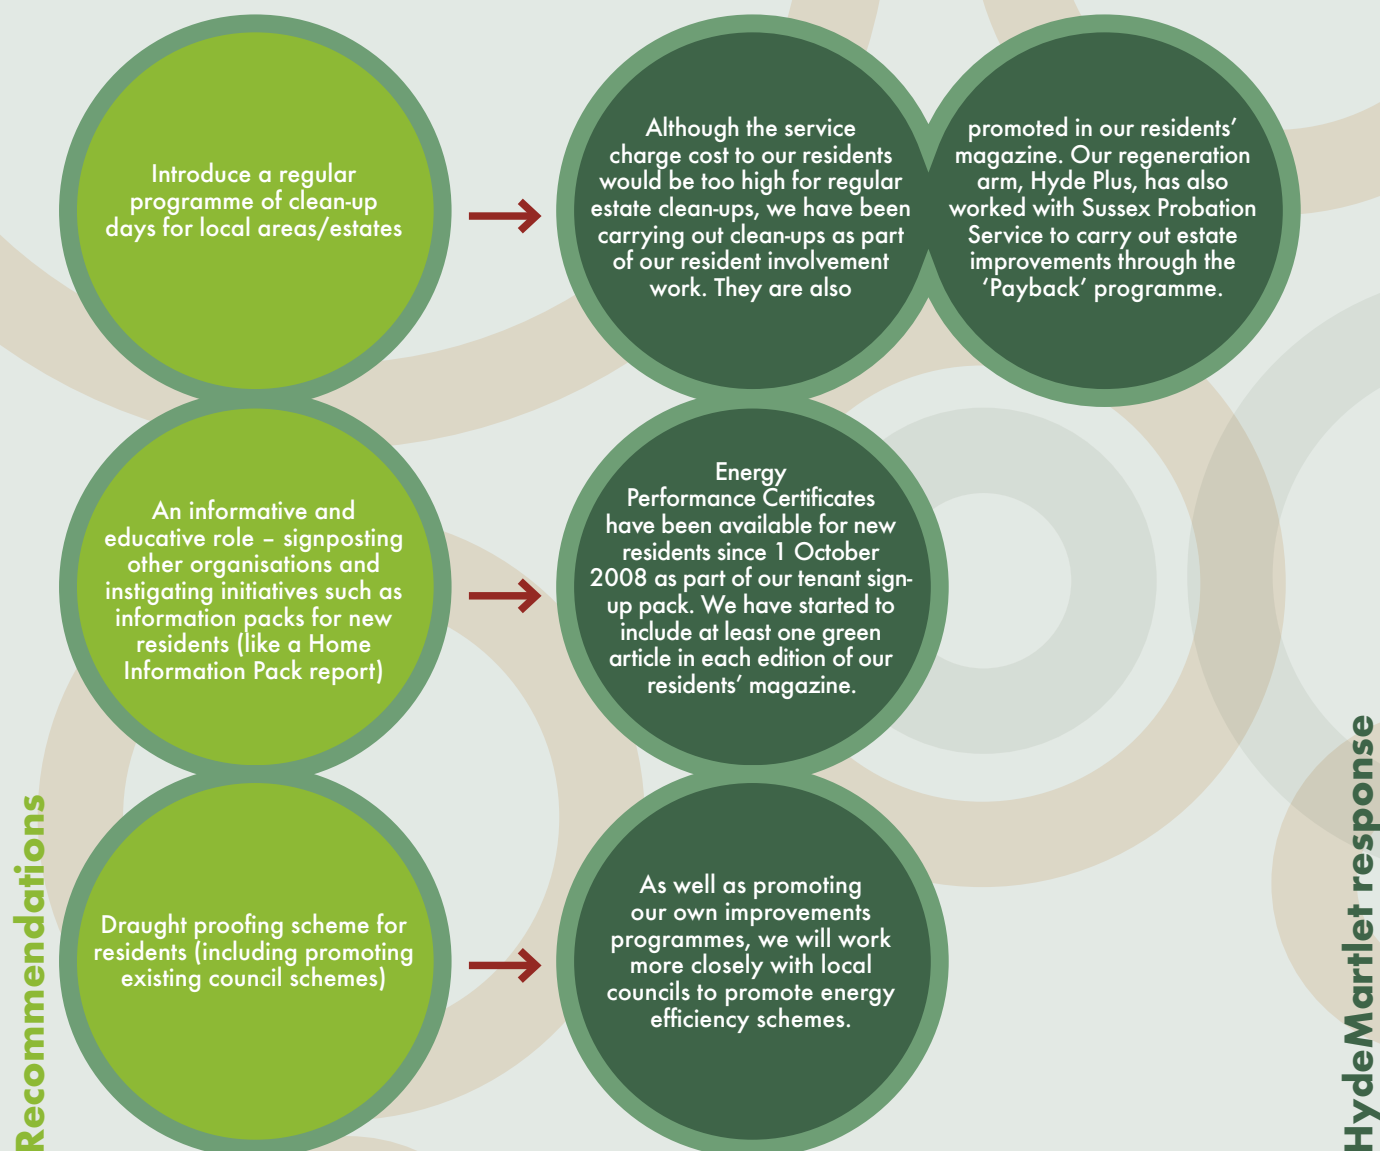 Introduce a regular
programme of clean-up
days for local areas/estates
Although the service
charge cost to our residents
would be too high for regular
estate clean-ups, we have been
carrying out clean-ups as part
of our resident involvement
work. They are also
promoted in our residents’
magazine. Our regeneration
arm, Hyde Plus, has also
worked with Sussex Probation
Service to carry out estate
improvements through the
‘Payback’ programme.
An informative and
educative role – signposting
other organisations and
instigating initiatives such as
information packs for new
residents (like a Home
Information Pack report)
Energy
Performance Certificates
have been available for new
residents since 1 October
2008 as part of our tenant sign-
up pack. We have started to
include at least one green
article in each edition of our
residents’ magazine.
Draught proofing scheme for
residents (including promoting
existing council schemes)
As well as promoting
our own improvements
programmes, we will work
more closely with local
councils to promote energy
efficiency schemes.
Recommendations
HydeMartlet response